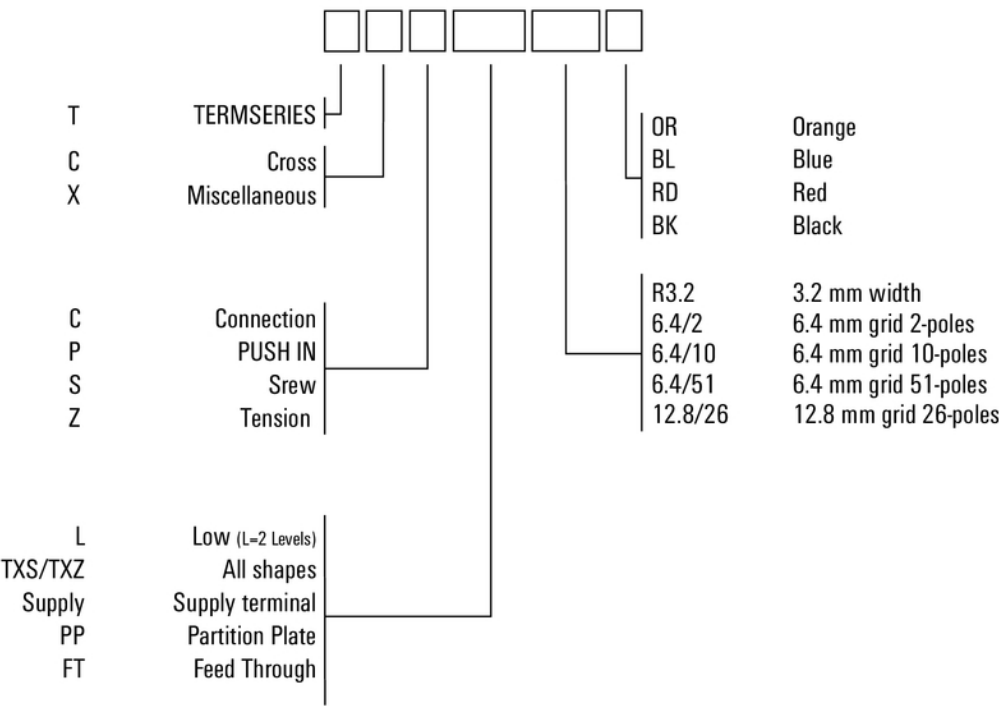 T TERMSERIES
C Cross
X Miscellaneous
C Connection
P PUSH IN
S Srew
Z Tension
L Low (L=2 Levels)
TXS/TXZ All shapes
Supply Supply terminal
PP Partition Plate
FT Feed Through
OR Orange
BL Blue
RD Red
BK Black
R3.2 3.2 mm width
6.4/2 6.4 mm grid 2-poles
6.4/10 6.4 mm grid 10-poles
6.4/51 6.4 mm grid 51-poles
12.8/26 12.8 mm grid 26-poles